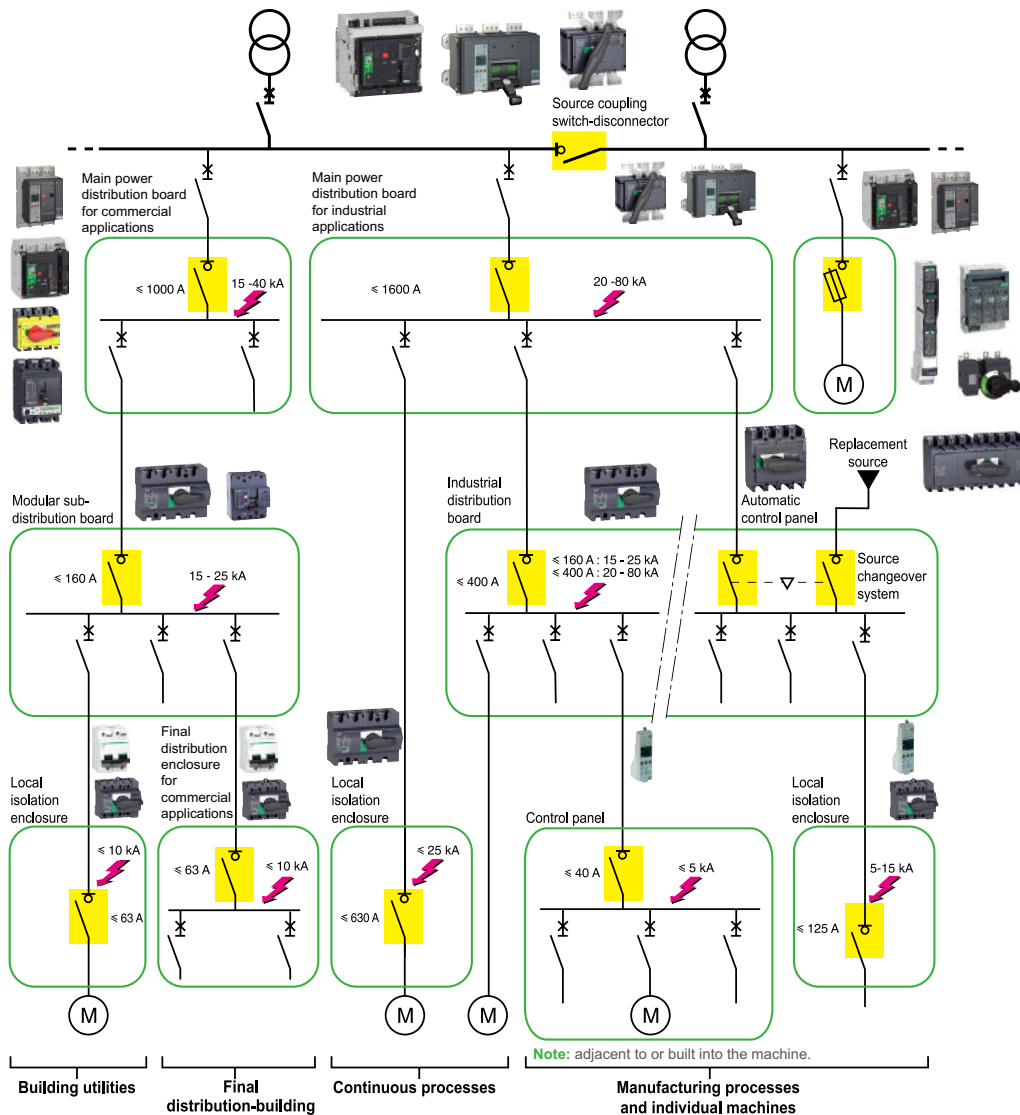 Source coupling
switch-disconnector
Main power
distribution board
for commercial
applications
Main power
distribution board
for industrial
applications
⩽ 1000 A
15 -40 kA
⩽ 1600 A
20 -80 kA
M
Replacement
source
Modular sub-
distribution board
Industrial
distribution
board
Automatic
control panel
⩽ 160 A
15 - 25 kA
⩽ 400 A
⩽ 160 A : 15 - 25 kA
⩽ 400 A : 20 - 80 kA
Source
changeover
system
Local
isolation
enclosure
Final
distribution
enclosure
for
commercial
applications
Local
isolation
enclosure
Control panel
Local
isolation
enclosure
⩽ 10 kA
⩽ 63 A
⩽ 63 A
⩽ 10 kA
⩽ 25 kA
⩽ 630 A
⩽ 40 A
⩽ 5 kA
5-15 kA
⩽ 125 A
M
M
M
M
Note: adjacent to or built into the machine.
Building utilities
Final
distribution-building
Continuous processes
Manufacturing processes
and individual machines